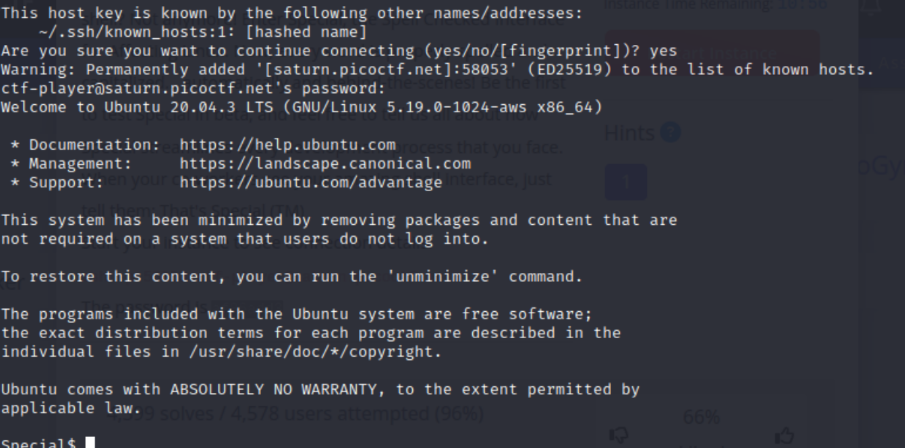 This host key is known by the following other names/addresses:
~/.ssh/known_hosts:1: [hashed name]
Are you sure you want to continue connecting (yes/no/[fingerprint])? yes
Warning: Permanently added '[saturn.picoctf.net]:58053' (ED25519) to the list of known hosts.
ctf-player@saturn.picoctf.net's password:
Welcome to Ubuntu 20.04.3 LTS (GNU/Linux 5.19.0-1024-aws x86_64)
* Documentation: https://help.ubuntu.com
* Management: https://landscape.canonical.com
* Support: https://ubuntu.com/advantage
This system has been minimized by removing packages and content that are
not required on a system that users do not log into.
To restore this content, you can run the 'unminimize' command.
The programs included with the Ubuntu system are free software;
the exact distribution terms for each program are described in the
individual files in /usr/share/doc/*/copyright.
Ubuntu comes with ABSOLUTELY NO WARRANTY, to the extent permitted by
applicable law.
Special$
Hints ?
1
solves / 4,578 users attempted (96%)
66%